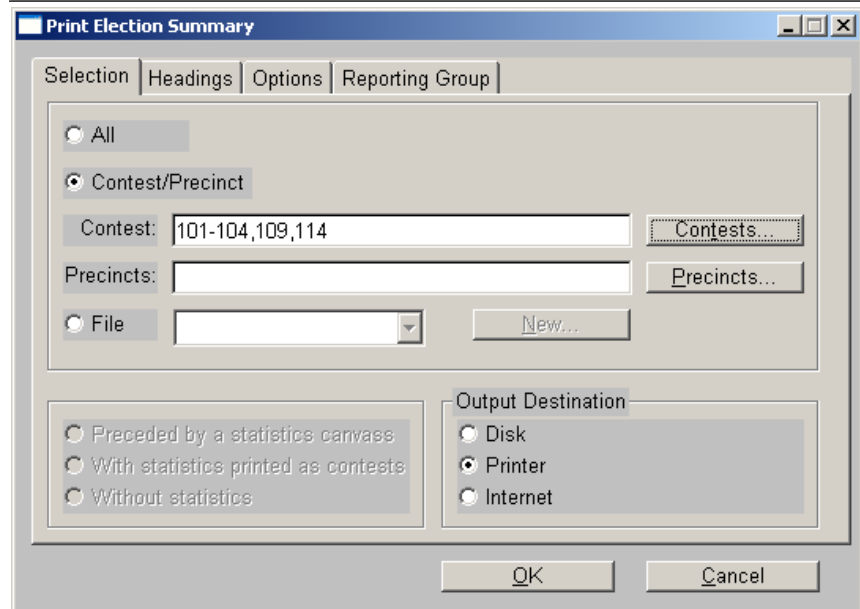 Print Election Summary
Selection Headings Options Reporting Group
All
Contest/Precinct
Contest: 101-104,109,114 Contests...
Precincts: Precincts...
File New...
Preceded by a statistics canvass
With statistics printed as contests
Without statistics
Output Destination
Disk
Printer
Internet
OK Cancel